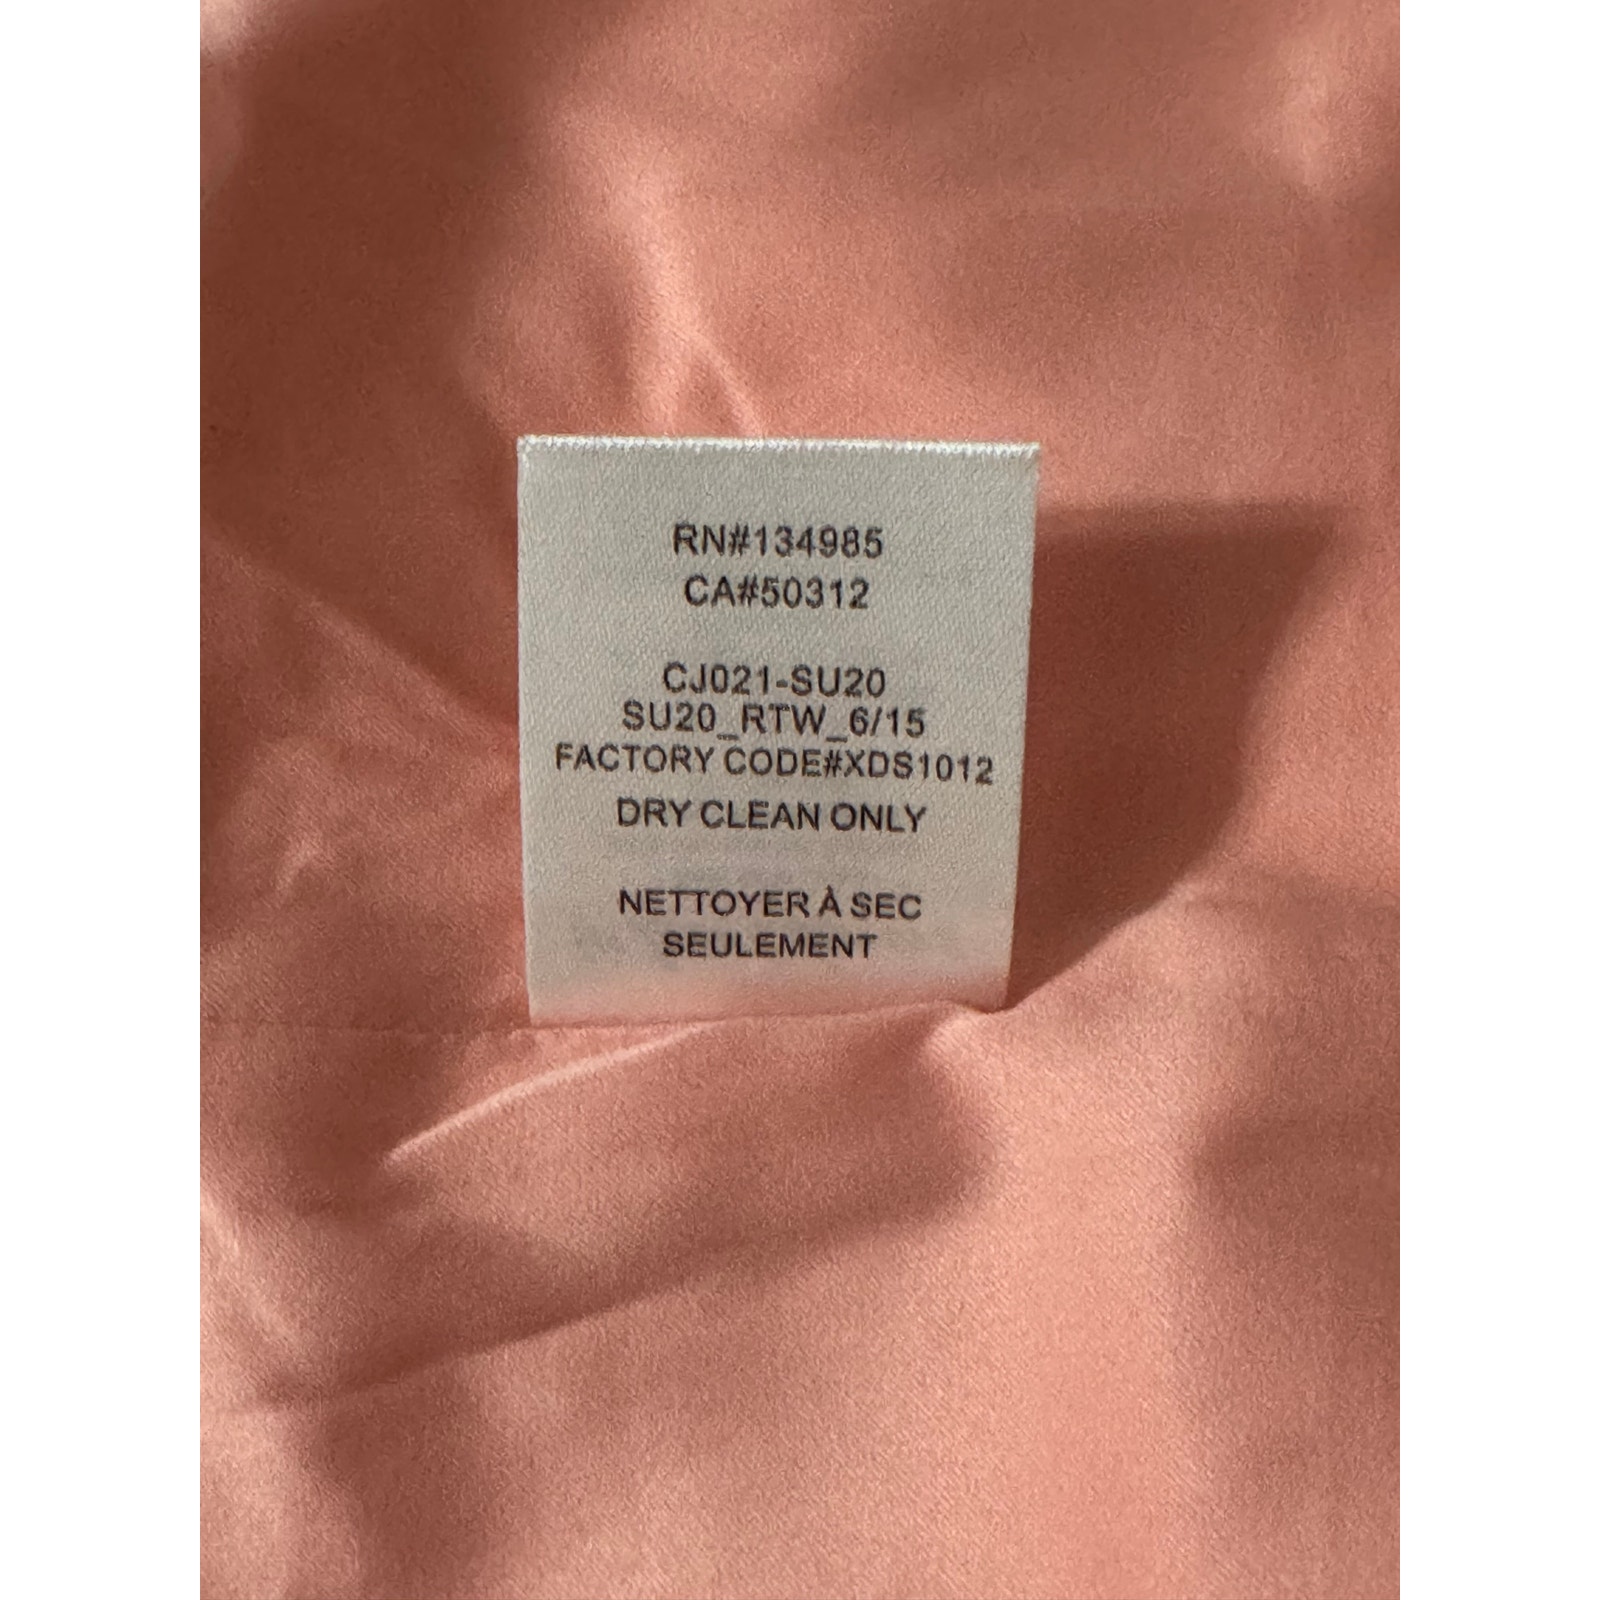 RN#134985
CA#50312
CJ021-SU20
SU20_RTW_6/15
FACTORY CODE#XDS1012
DRY CLEAN ONLY
NETTOYER À SEC
SEULEMENT